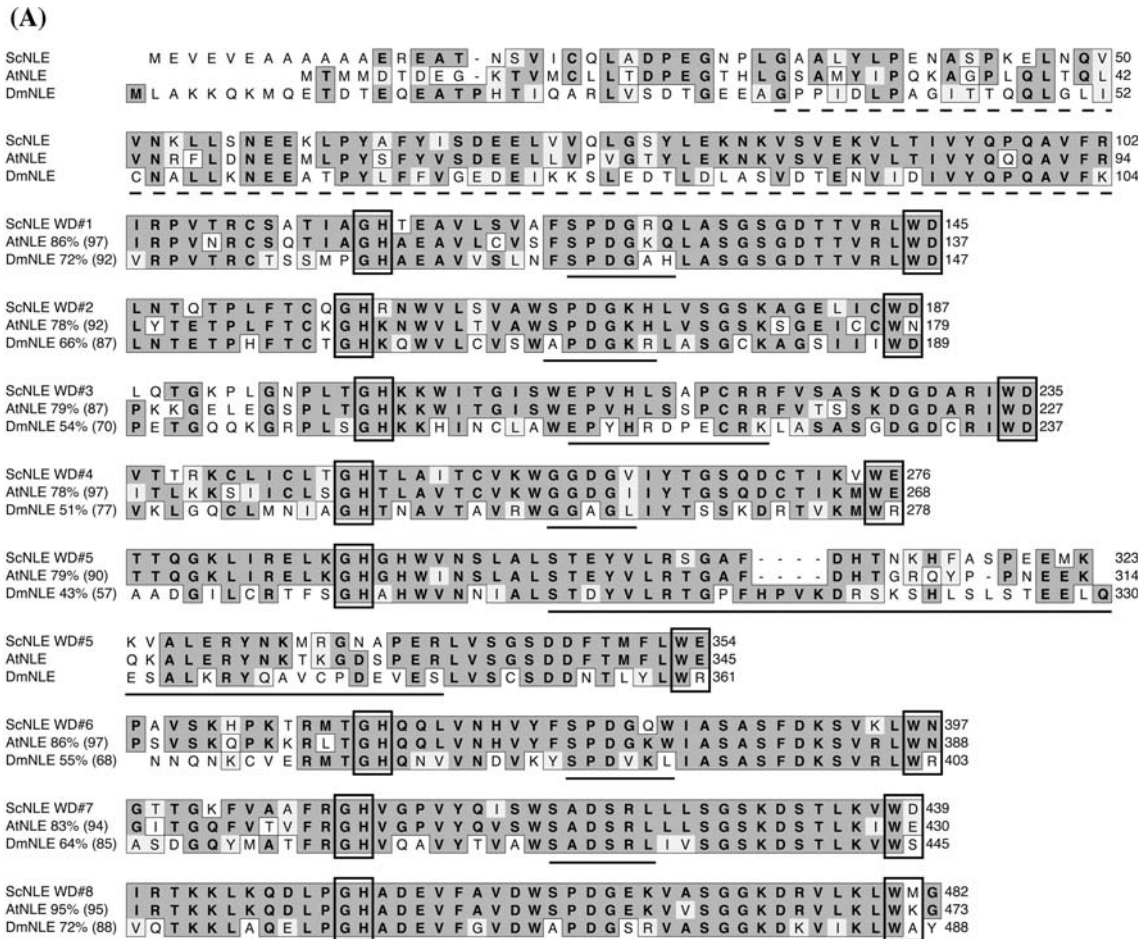 (A)
ScNLE M E V E V E A A A A A A E R E A T - N S V I C Q L A D P E G N P L G A A L Y L P E N A S P K E L N Q V 50
AtNLE M T M M D T D E G - K T V M C L L T D P E G T H L G S A M Y I P Q K A G P L Q L T Q L 42
DmNLE M L A K K Q K M Q E T D T E Q E A T P H T I Q A R L V S D T G E E A G P P I D L P A G I T T Q Q L G L I 52
ScNLE V N K L L S N E E K L P Y A F Y I S D E E L V V Q L G S Y L E K N K V S V E K V L T I V Y Q P Q A V F R 102
AtNLE V N R F L D N E E M L P Y S F Y V S D E E L L V P V G T Y L E K N K V S V E K V L T I V Y Q Q Q A V F R 94
DmNLE C N A L L K N E E A T P Y L F F V G E D E I K K S L E D T L D L A S V D T E N V I D I V Y Q P Q A V F K 104
ScNLE WD#1 I R P V T R C S A T I A G H T E A V L S V A F S P D G R Q L A S G S G D T T V R L W D 145
AtNLE 86% (97) I R P V N R C S Q T I A G H A E A V L C V S F S P D G K Q L A S G S G D T T V R L W D 137
DmNLE 72% (92) V R P V T R C T S S M P G H A E A V V S L N F S P D G A H L A S G S G D T T V R L W D 147
ScNLE WD#2 L N T Q T P L F T C Q G H R N W V L S V A W S P D G K H L V S G S K A G E L I C W D 187
AtNLE 78% (92) L Y T E T P L F T C K G H K N W V L T V A W S P D G K H L V S G S K S G E I C C W N 179
DmNLE 66% (87) L N T E T P H F T C T G H K Q W V L C V S W A P D G K R L A S G C K A G S I I I W D 189
ScNLE WD#3 L Q T G K P L G N P L T G H K K W I T G I S W E P V H L S A P C R R F V S A S K D G D A R I W D 235
AtNLE 79% (87) P K K G E L E G S P L T G H K K W I T G I S W E P V H L S S P C R R F V T S S K D G D A R I W D 227
DmNLE 54% (70) P E T G Q Q K G R P L S G H K K H I N C L A W E P Y H R D P E C R K L A S A S G D G D C R I W D 237
ScNLE WD#4 V T T R K C L I C L T G H T L A I T C V K W G G D G V I Y T G S Q D C T I K V W E 276
AtNLE 78% (97) I T L K K S I I C L S G H T L A V T C V K W G G D G I I Y T G S Q D C T I K M W E 268
DmNLE 51% (77) V K L G Q C L M N I A G H T N A V T A V R W G G A G L I Y T S S K D R T V K M W R 278
ScNLE WD#5 T T Q G K L I R E L K G H G H W V N S L A L S T E Y V L R S G A F - - - - D H T N K H F A S P E E M K 323
AtNLE 79% (90) T T Q G K L I R E L K G H G H W I N S L A L S T E Y V L R T G A F - - - - D H T G R Q Y P - P N E E K 314
DmNLE 43% (57) A A D G I L C R T F S G H A H W V N N I A L S T D Y V L R T G P F H P V K D R S K S H L S L S T E E L Q 330
ScNLE WD#5 K V A L E R Y N K M R G N A P E R L V S G S D D F T M F L W E 354
AtNLE Q K A L E R Y N K T K G D S P E R L V S G S D D F T M F L W E 345
DmNLE E S A L K R Y Q A V C P D E V E S L V S C S D D N T L Y L W R 361
ScNLE WD#6 P A V S K H P K T R M T G H Q Q L V N H V Y F S P D G Q W I A S A S F D K S V K L W N 397
AtNLE 86% (97) P S V S K Q P K K R L T G H Q Q L V N H V Y F S P D G K W I A S A S F D K S V R L W N 388
DmNLE 55% (68) N N Q N K C V E R M T G H Q N V V N D V K Y S P D V K L I A S A S F D K S V R L W R 403
ScNLE WD#7 G T T G K F V A A F R G H V G P V Y Q I S W S A D S R L L L S G S K D S T L K V W D 439
AtNLE 83% (94) G I T G Q F V T V F R G H V G P V Y Q V S W S A D S R L L L S G S K D S T L K I W E 430
DmNLE 64% (85) A S D G Q Y M A T F R G H V Q A V Y T V A W S A D S R L I V S G S K D S T L K V W S 445
ScNLE WD#8 I R T K K L K Q D L P G H A D E V F A V D W S P D G E K V A S G G K D R V L K L W M G 482
AtNLE 95% (95) I R T K K L K Q D L P G H A D E V F A V D W S P D G E K V V S G G K D R V L K L W K G 473
DmNLE 72% (88) V Q T K K L A Q E L P G H A D E V F G V D W A P D G S R V A S G G K D K V I K L W A Y 488